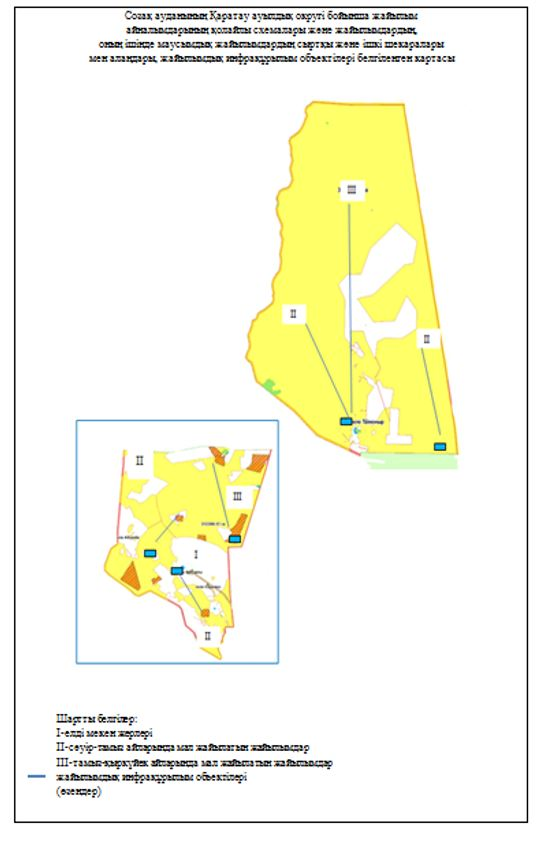 Созақ ауданының Қаратау ауылдық округі бойынша жайылым
айналымдарының қолайлы схемалары және жайылымдардың,
оның ішінде маусымдық жайылымдардың сыртқы және ішкі шекаралары
мен алаңдары, жайылымдық инфрақұрылым объектілері белгіленген картасы
III
II
II
II
III
I
II
Шартты белгілер:
I-елді мекен жерлері
II-сәуір-тамыз айларында мал жайылатын жайылымдар
III-тамыз-қыркүйек айларында мал жайылатын жайылымдар
жайылымдық инфрақұрылым объектілері
(өзендер)